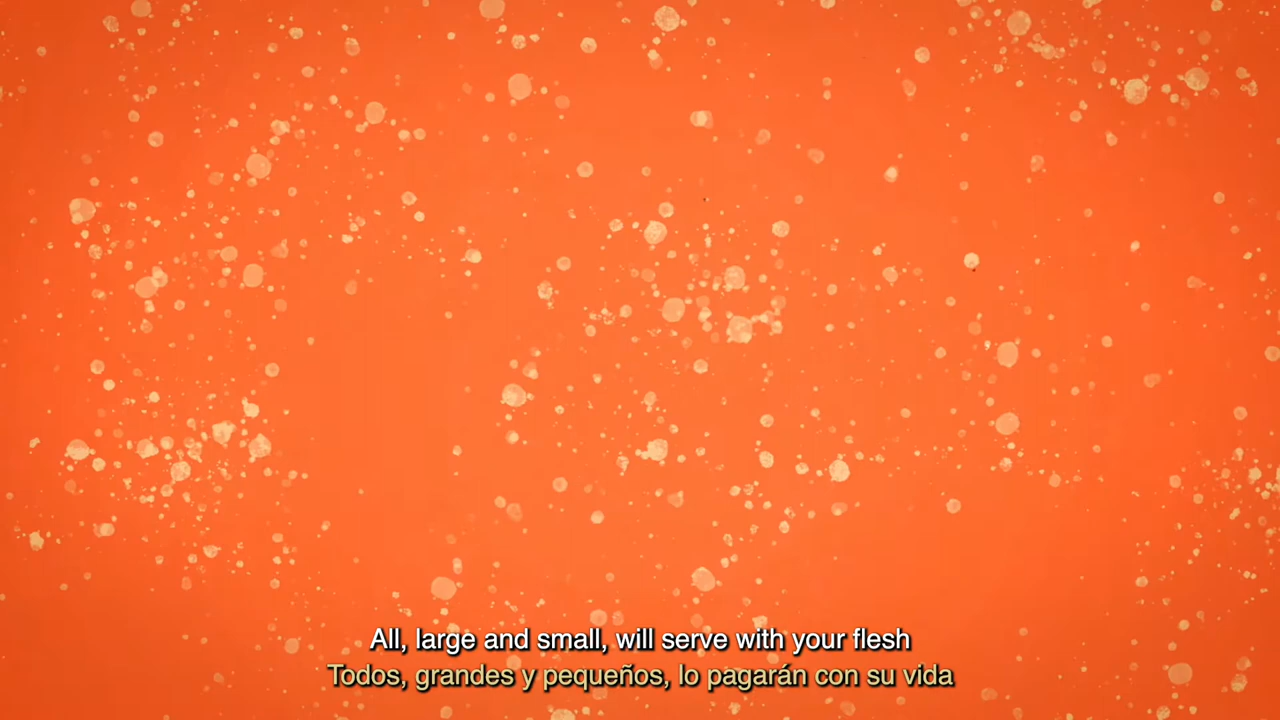 All, large and small, will serve with your flesh
Todos, grandes y pequeños, lo pagarán con su vida